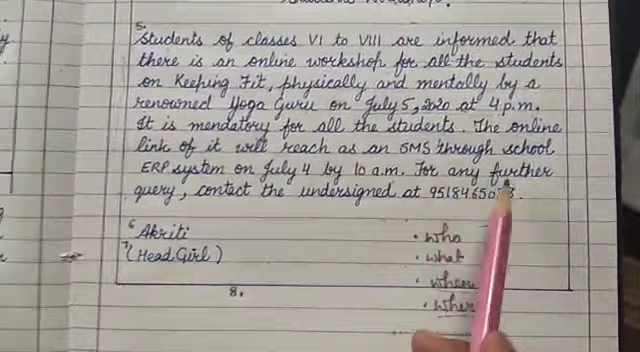 5.
Students of classes VI to VIII are informed that
there is an online workshop for all the students
on Keeping Fit, physically and mentally by a
renowned Yoga Guru on July 5, 2020 at 4 p.m.
It is mendatory for all the students. The online
link of it will reach as an SMS through school
ERP system on July 4 by 10 a.m. For any further
query, contact the undersigned at
6 Akriti
7 (Head Girl)
8.
• who
• what
• when